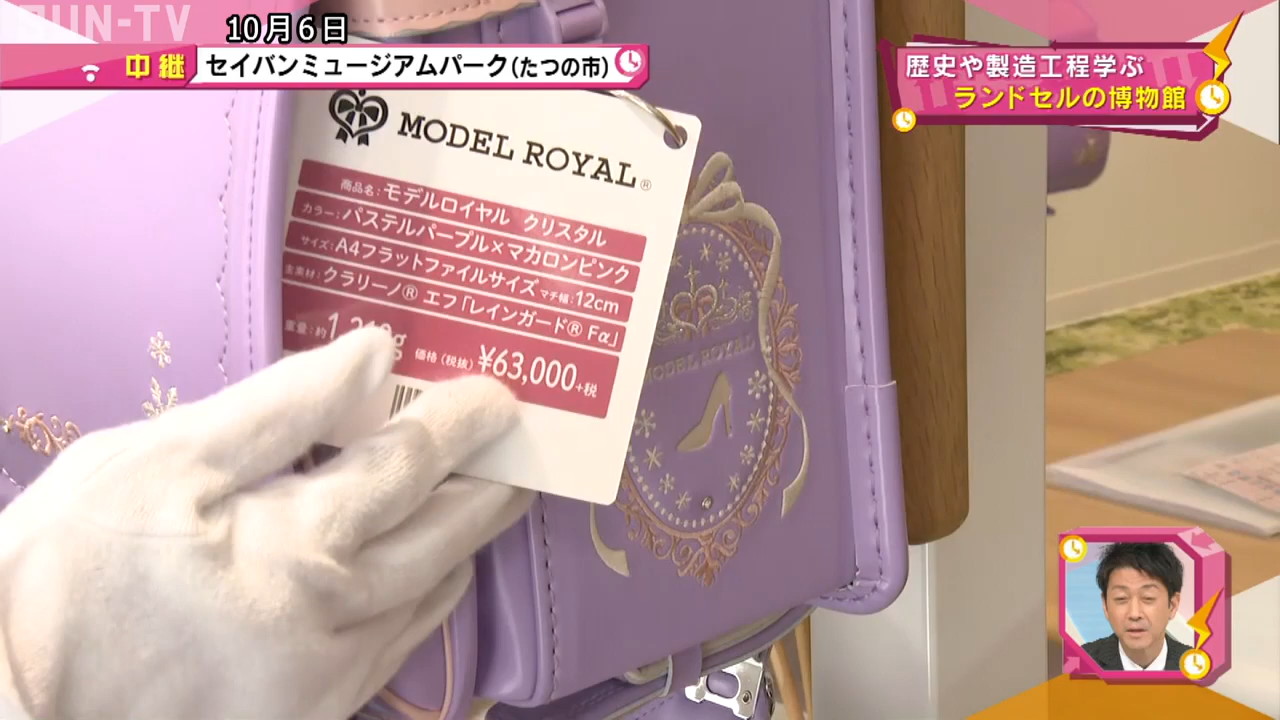 SUN-TV
10月6日
中継 セイバンミュージアムパーク(たつの市)
歴史や製造工程学ぶ
ランドセルの博物館
MODEL ROYAL®
商品名:モデルロイヤル クリスタル
カラー:パステルパープル×マカロンピンク
サイズ:A4フラットファイルサイズ マチ幅:12cm
主素材:クラリーノ® エフ「レインガード® Fα」
重量:約 価格(税抜)¥63,000+税
MODEL ROYAL